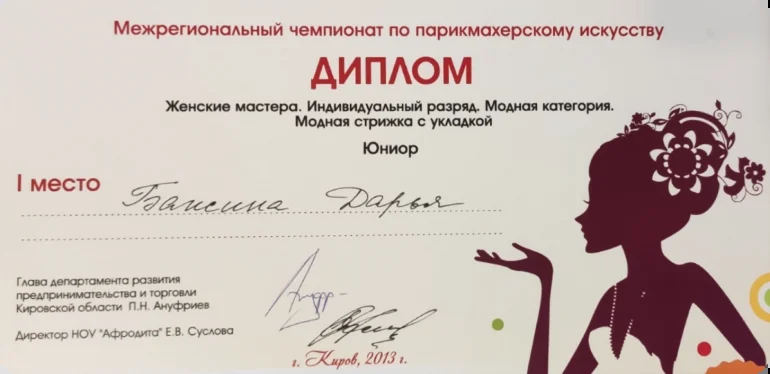 Межрегиональный чемпионат по парикмахерскому искусству
ДИПЛОМ
Женские мастера. Индивидуальный разряд. Модная категория.
Модная стрижка с укладкой
Юниор
I место Баксина Дарья
Глава департамента развития
предпринимательства и торговли
Кировской области П.Н. Ануфриев
Директор НОУ "Афродита" Е.В. Суслова
г. Киров, 2013 г.